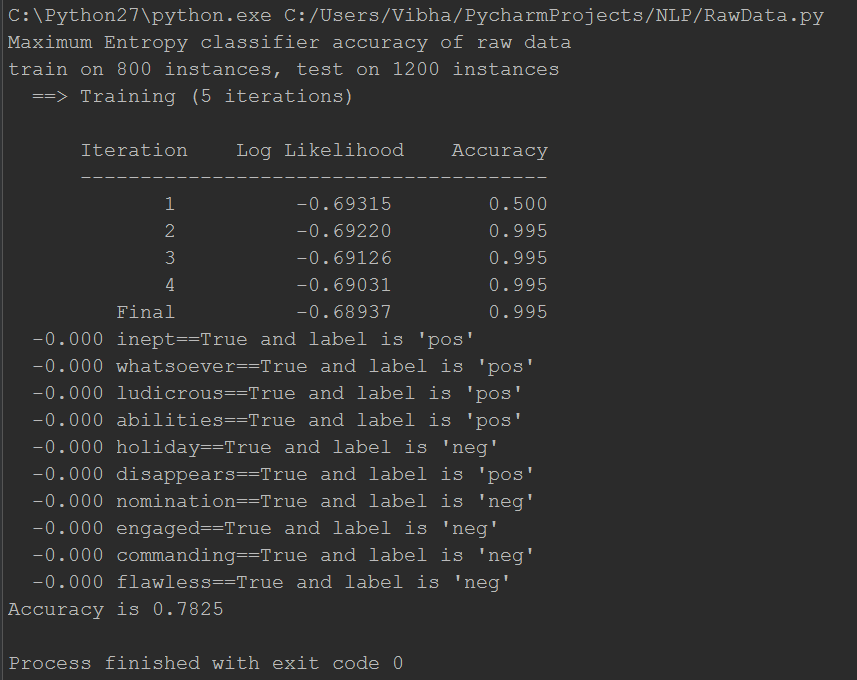 C:\Python27\python.exe C:/Users/Vibha/PycharmProjects/NLP/RawData.py
Maximum Entropy classifier accuracy of raw data
train on 800 instances, test on 1200 instances
  ==> Training (5 iterations)

      Iteration    Log Likelihood    Accuracy
      ---------------------------------------
             1          -0.69315        0.500
             2          -0.69220        0.995
             3          -0.69126        0.995
             4          -0.69031        0.995
         Final          -0.68937        0.995
  -0.000 inept==True and label is 'pos'
  -0.000 whatsoever==True and label is 'pos'
  -0.000 ludicrous==True and label is 'pos'
  -0.000 abilities==True and label is 'pos'
  -0.000 holiday==True and label is 'neg'
  -0.000 disappears==True and label is 'pos'
  -0.000 nomination==True and label is 'neg'
  -0.000 engaged==True and label is 'neg'
  -0.000 commanding==True and label is 'neg'
  -0.000 flawless==True and label is 'neg'
Accuracy is 0.7825

Process finished with exit code 0